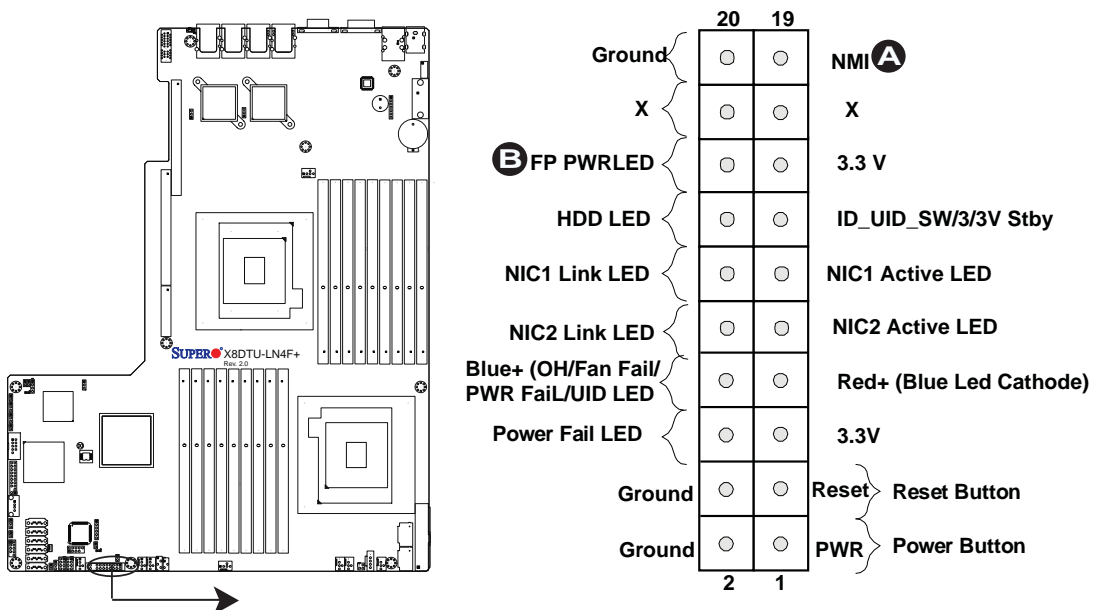 SUPER X8DTU-LN4F+
Rev. 2.0
20 19
Ground NMI A
X X
B FP PWRLED 3.3 V
HDD LED ID_UID_SW/3/3V Stby
NIC1 Link LED NIC1 Active LED
NIC2 Link LED NIC2 Active LED
Blue+ (OH/Fan Fail/
PWR FaiL/UID LED Red+ (Blue Led Cathode)
Power Fail LED 3.3V
Ground Reset Reset Button
Ground PWR Power Button
2 1